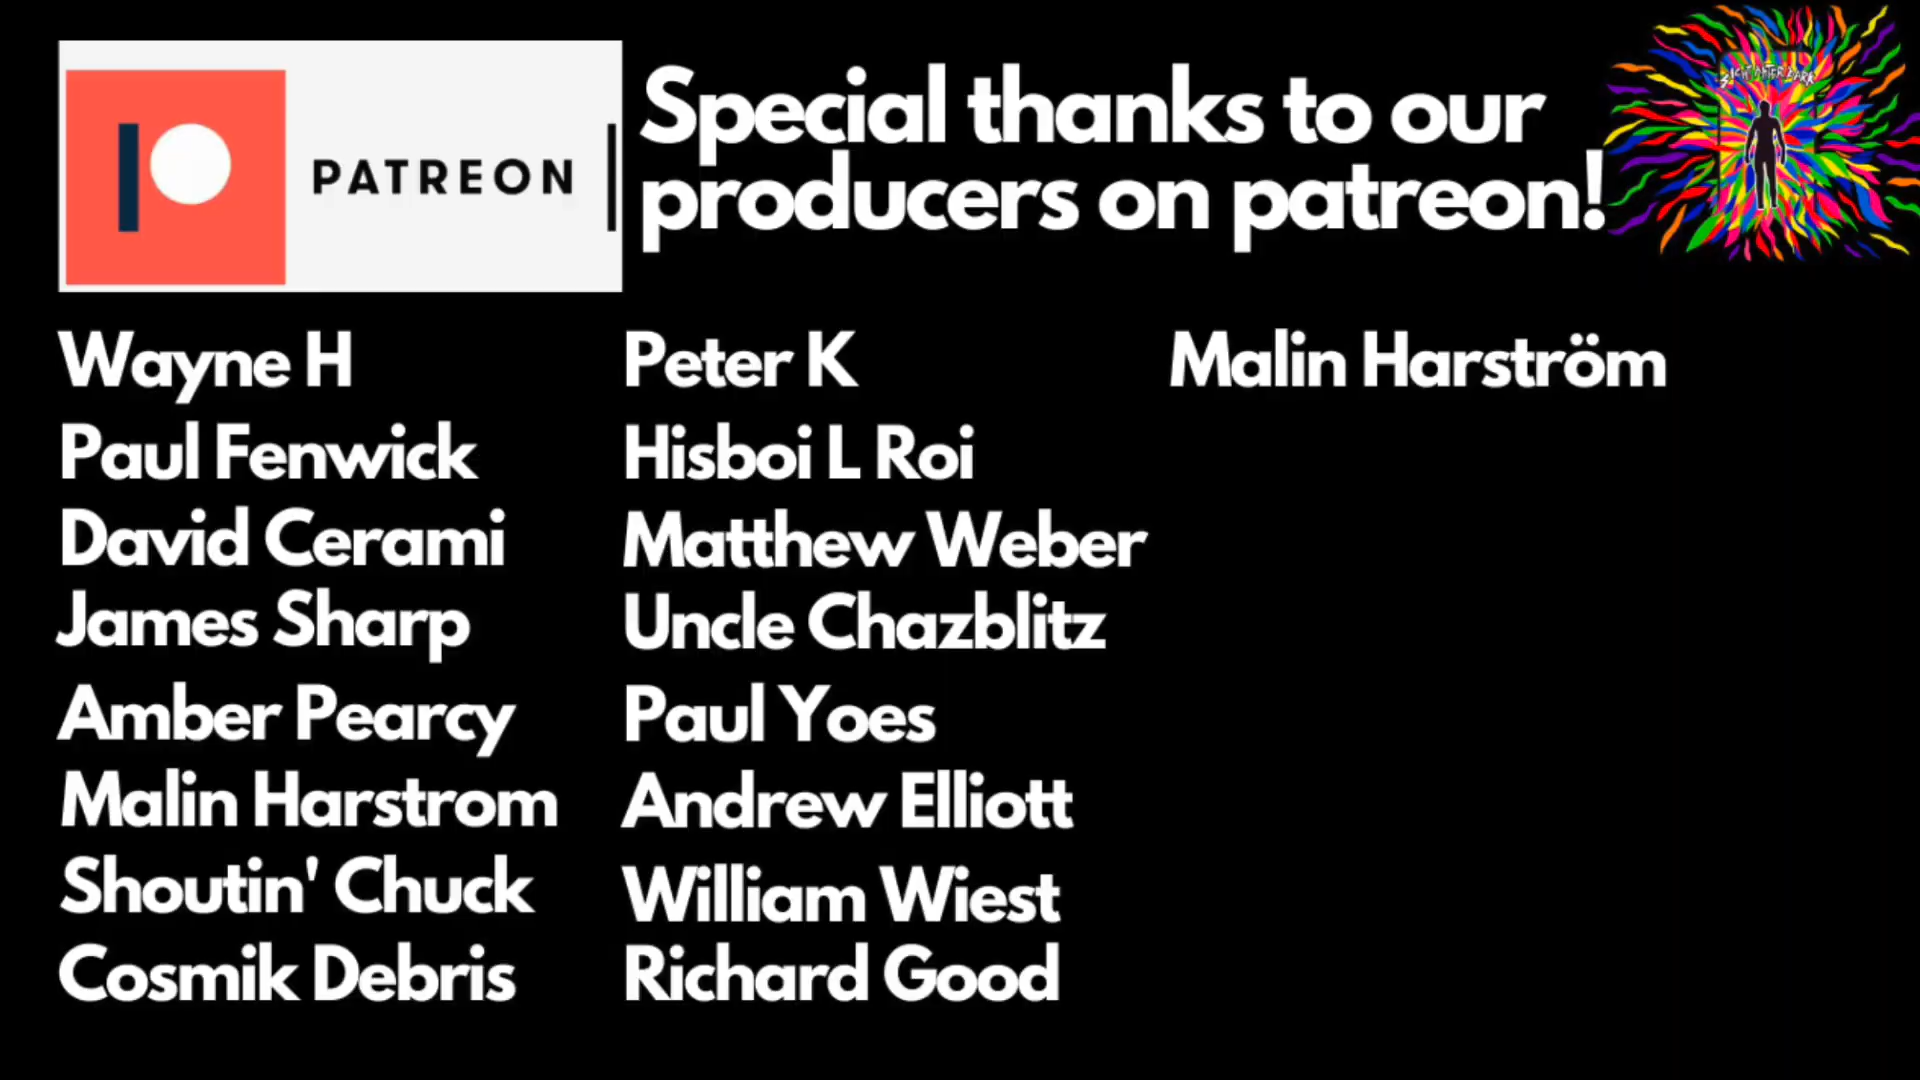 PATREON
Special thanks to our
producers on patreon!
Wayne H
Paul Fenwick
David Cerami
James Sharp
Amber Pearcy
Malin Harstrom
Shoutin' Chuck
Cosmik Debris
Peter K
Hisboi L Roi
Matthew Weber
Uncle Chazblitz
Paul Yoes
Andrew Elliott
William Wiest
Richard Good
Malin Harström